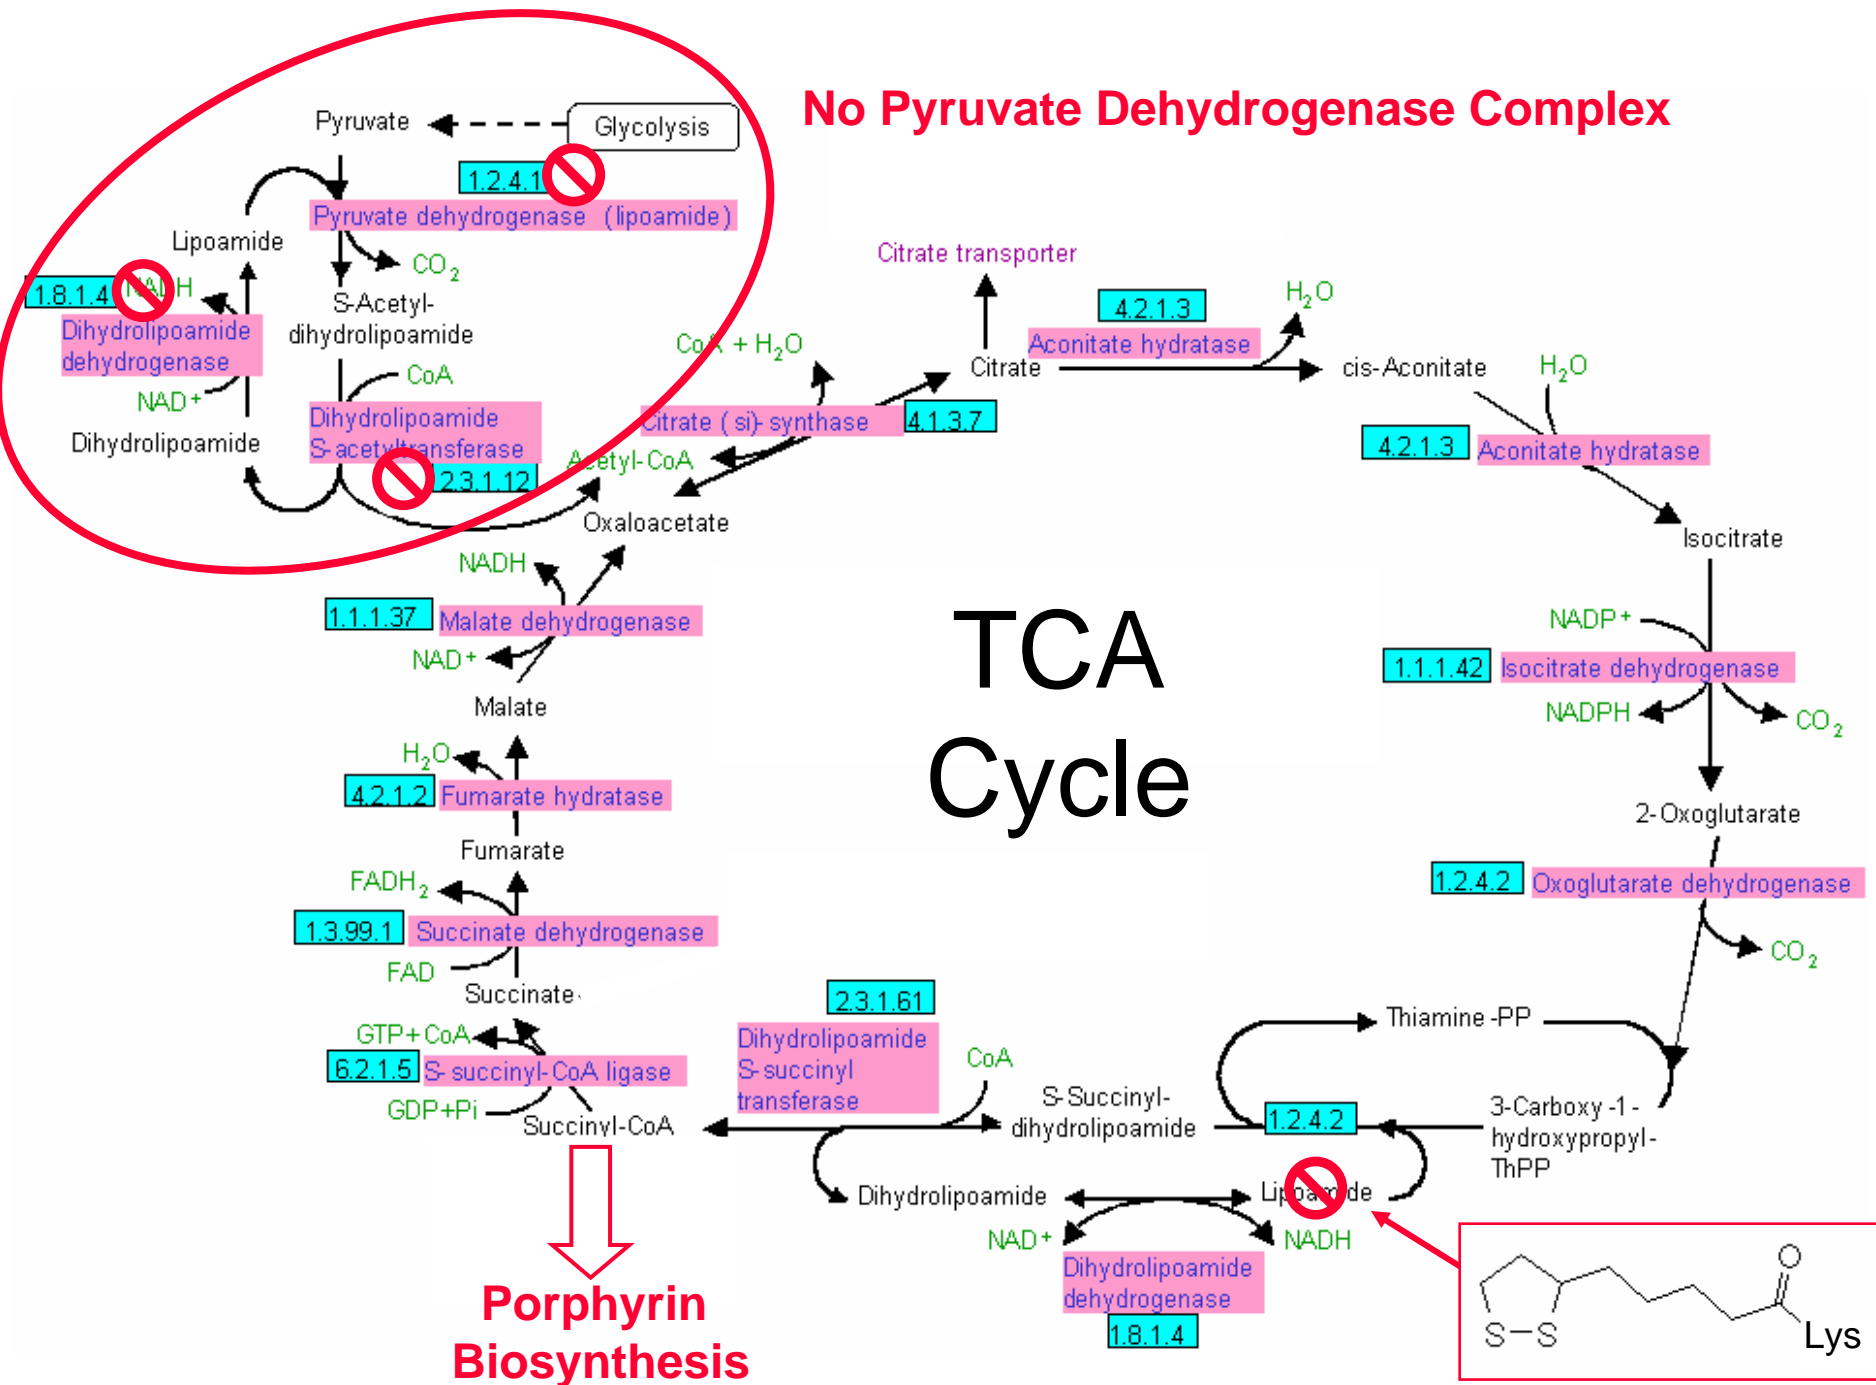 No Pyruvate Dehydrogenase Complex
Pyruvate
Glycolysis
1.2.4.1
Pyruvate dehydrogenase (lipoamide)
Lipoamide
CO2
1.8.1.4
NADH
S-Acetyl-
dihydrolipoamide
Dihydrolipoamide
dehydrogenase
CoA
NAD+
Dihydrolipoamide
S-acetyltransferase
Dihydrolipoamide
2.3.1.12
Citrate transporter
4.2.1.3
H2O
CoA + H2O
Aconitate hydratase
Citrate
cis-Aconitate
H2O
Citrate (si)-synthase
4.1.3.7
4.2.1.3
Aconitate hydratase
Acetyl-CoA
Oxaloacetate
Isocitrate
NADH
1.1.1.37
Malate dehydrogenase
NAD+
TCA
Cycle
NADP+
1.1.1.42
Isocitrate dehydrogenase
NADPH
CO2
Malate
H2O
4.2.1.2
Fumarate hydratase
2-Oxoglutarate
Fumarate
FADH2
1.2.4.2
Oxoglutarate dehydrogenase
1.3.99.1
Succinate dehydrogenase
CO2
FAD
Succinate
2.3.1.61
Thiamine-PP
GTP+CoA
Dihydrolipoamide
S-succinyl
transferase
CoA
6.2.1.5
S-succinyl-CoA ligase
GDP+Pi
Succinyl-CoA
S-Succinyl-
dihydrolipoamide
1.2.4.2
3-Carboxy-1-
hydroxypropyl-
ThPP
Dihydrolipoamide
Lipoamide
NAD+
NADH
Dihydrolipoamide
dehydrogenase
1.8.1.4
Porphyrin
Biosynthesis
O
S-S
Lys